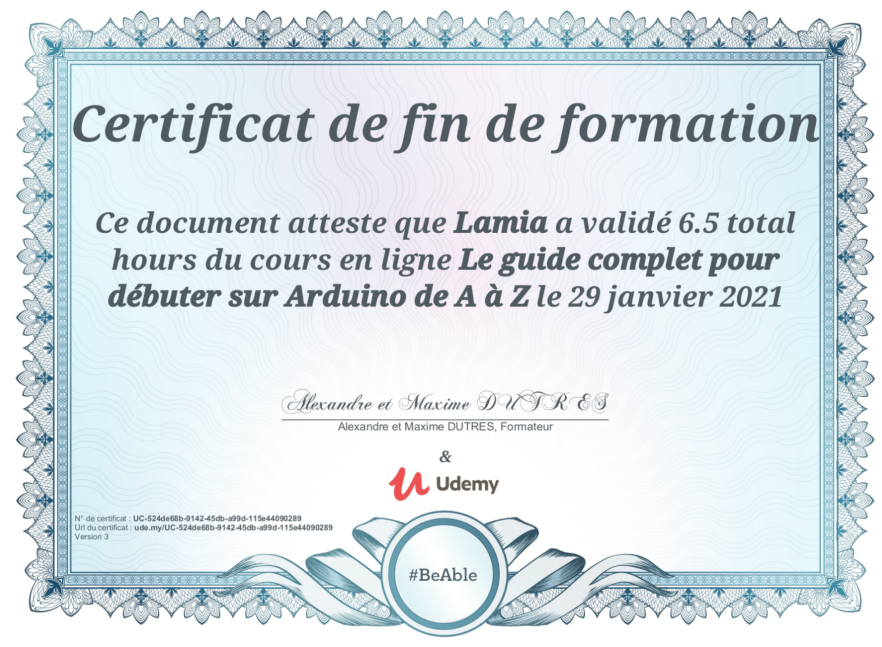 Certificat de fin de formation
Ce document atteste que Lamia a validé 6.5 total
hours du cours en ligne Le guide complet pour
débuter sur Arduino de A à Z le 29 janvier 2021
Alexandre et Maxime DUTRES
Alexandre et Maxime DUTRES, Formateur
&
Udemy
N° de certificat : UC-524de68b-9142-45db-a99d-115e44090289
Url du certificat : ude.my/UC-524de68b-9142-45db-a99d-115e44090289
Version 3
#BeAble